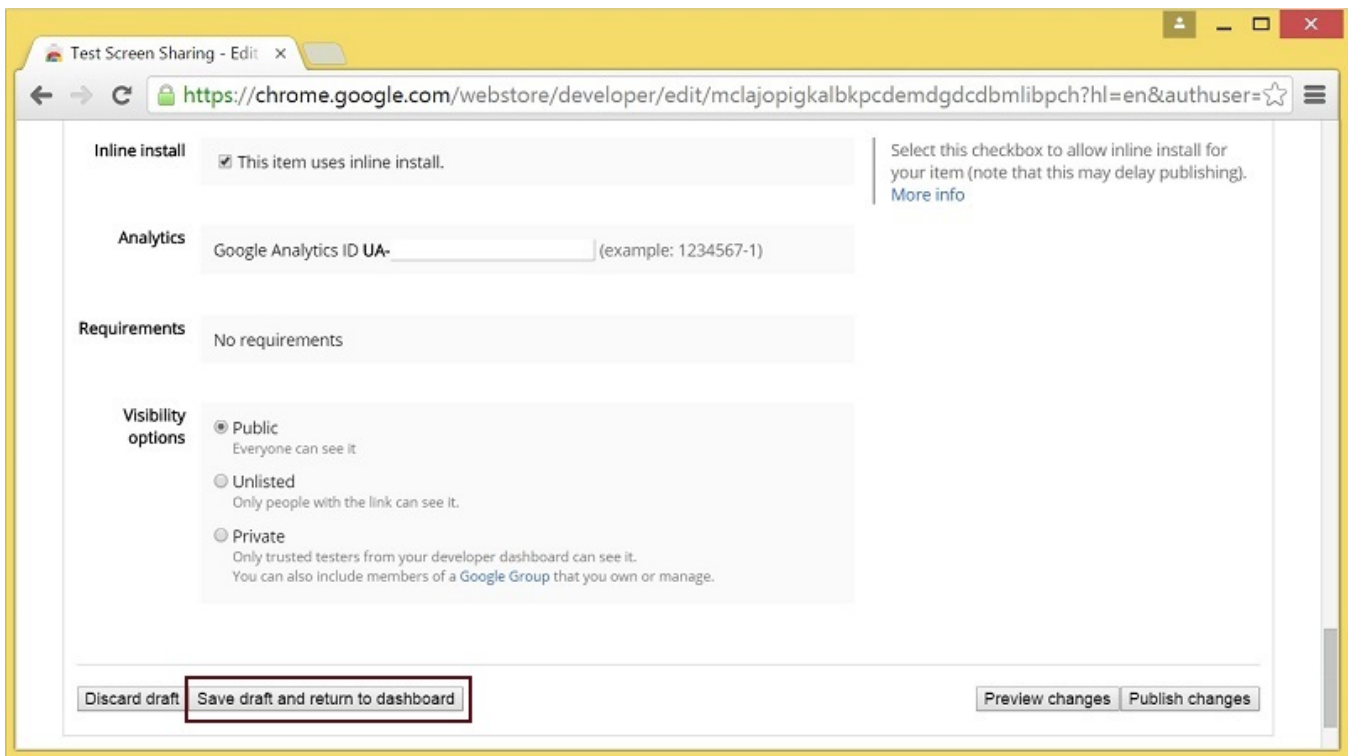 Test Screen Sharing - Edit
https://chrome.google.com/webstore/developer/edit/mclajopigkalbkpcdemdgdcdbmlibpch?hl=en&authuser=
Inline install
This item uses inline install.
Select this checkbox to allow inline install for
your item (note that this may delay publishing).
More info
Analytics
Google Analytics ID UA- (example: 1234567-1)
Requirements
No requirements
Visibility
options
Public
Everyone can see it
Unlisted
Only people with the link can see it.
Private
Only trusted testers from your developer dashboard can see it.
You can also include members of a Google Group that you own or manage.
Discard draft Save draft and return to dashboard Preview changes Publish changes